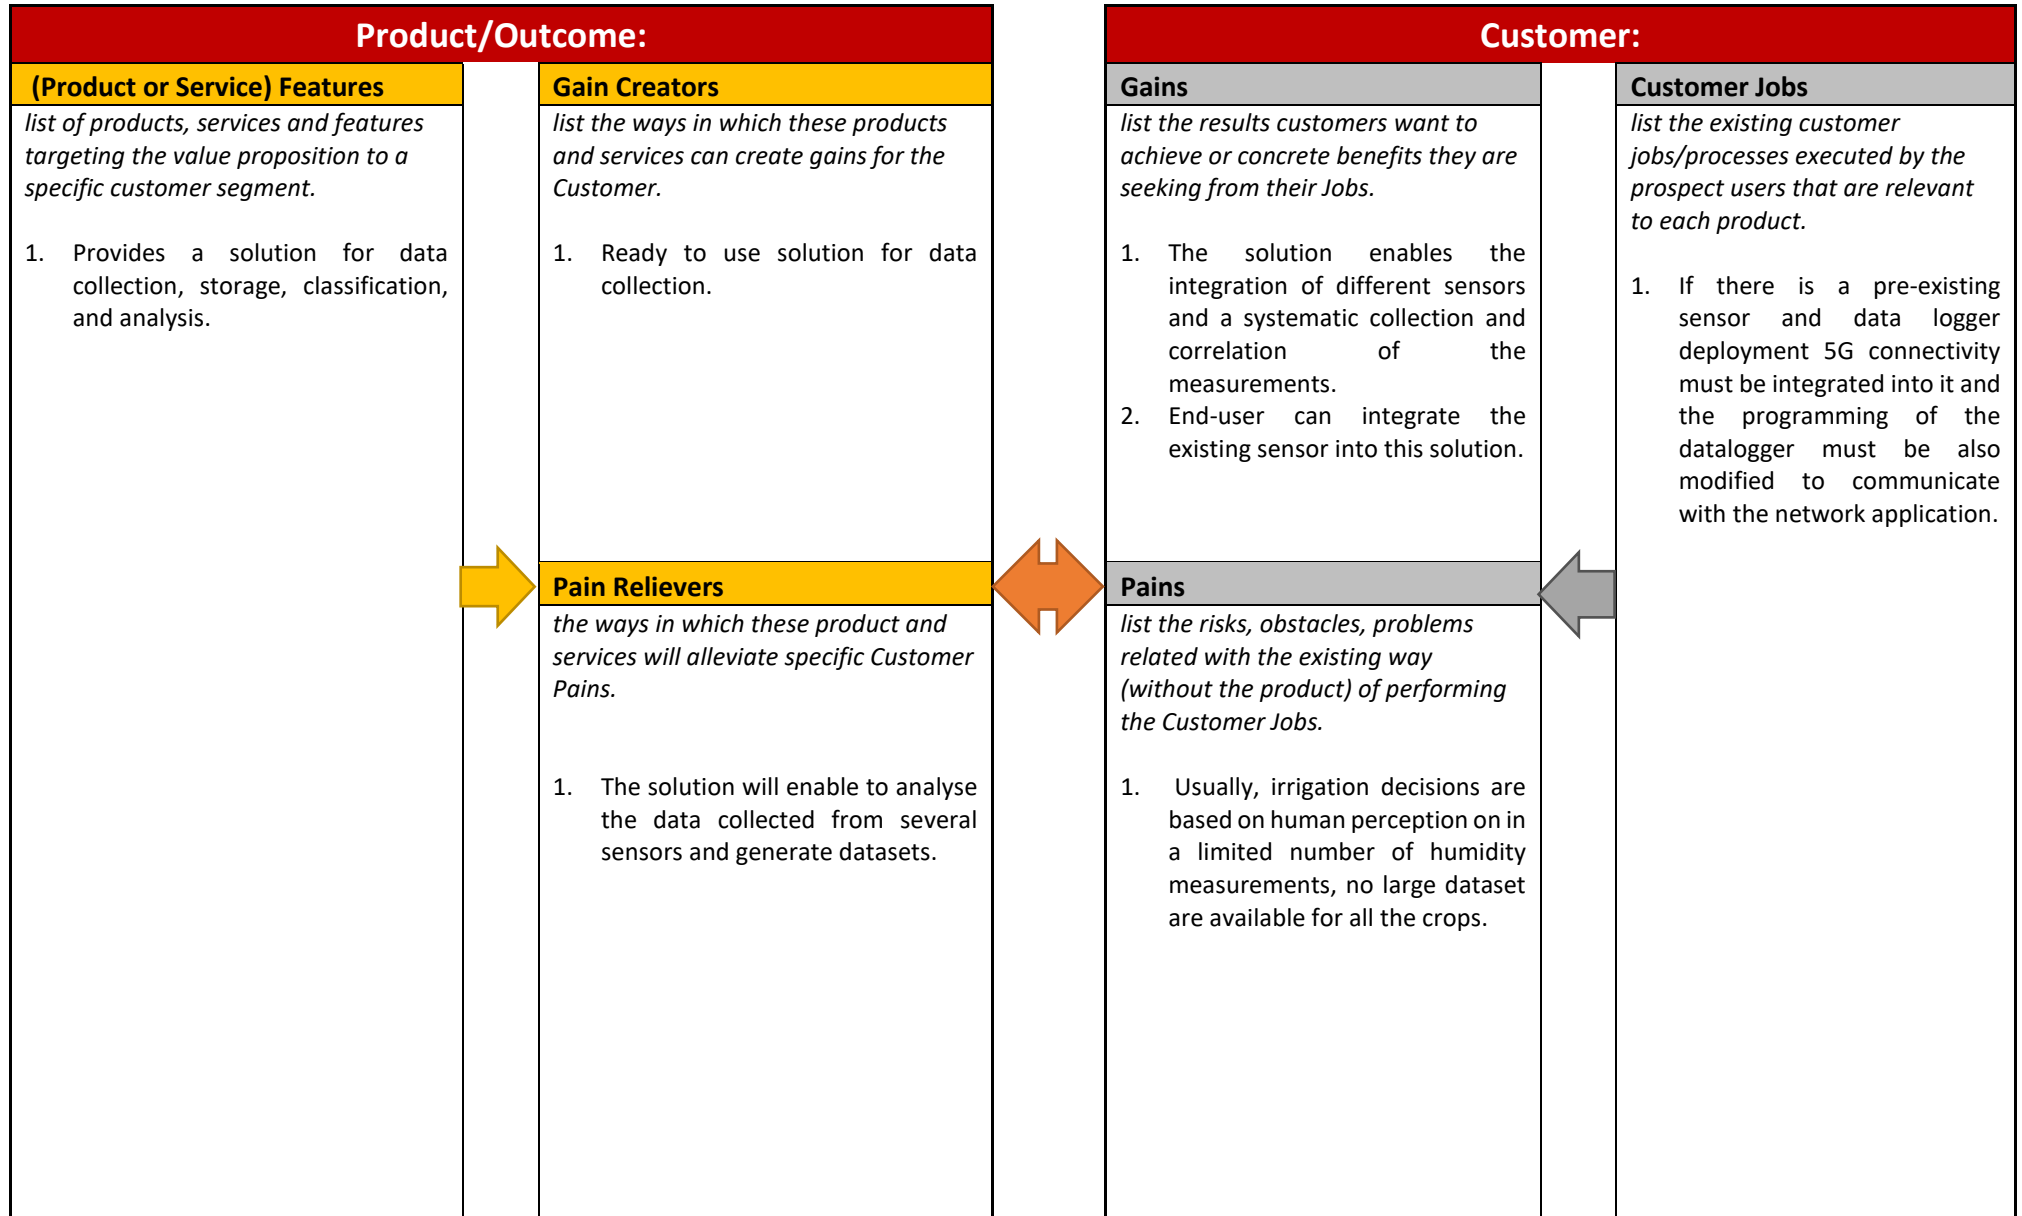 Product/Outcome:
(Product or Service) Features
list of products, services and features
targeting the value proposition to a
specific customer segment.
1. Provides a solution for data
collection, storage, classification,
and analysis.
Gain Creators
list the ways in which these products
and services can create gains for the
Customer.
1. Ready to use solution for data
collection.
Pain Relievers
the ways in which these product and
services will alleviate specific Customer
Pains.
1. The solution will enable to analyse
the data collected from several
sensors and generate datasets.
Customer:
Gains
list the results customers want to
achieve or concrete benefits they are
seeking from their Jobs.
1. The solution enables the
integration of different sensors
and a systematic collection and
correlation of the
measurements.
2. End-user can integrate the
existing sensor into this solution.
Pains
list the risks, obstacles, problems
related with the existing way
(without the product) of performing
the Customer Jobs.
1. Usually, irrigation decisions are
based on human perception on in
a limited number of humidity
measurements, no large dataset
are available for all the crops.
Customer Jobs
list the existing customer
jobs/processes executed by the
prospect users that are relevant
to each product.
1. If there is a pre-existing
sensor and data logger
deployment 5G connectivity
must be integrated into it and
the programming of the
datalogger must be also
modified to communicate
with the network application.